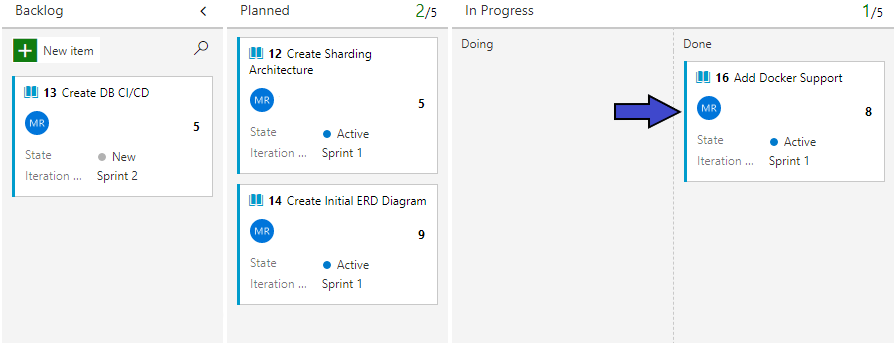 Backlog
New item
13 Create DB CI/CD
MR
5
State New
Iteration ... Sprint 2
Planned 2/5
12 Create Sharding
Architecture
MR
5
State Active
Iteration ... Sprint 1
14 Create Initial ERD Diagram
MR
9
State Active
Iteration ... Sprint 1
In Progress 1/5
Doing
Done
16 Add Docker Support
MR
8
State Active
Iteration ... Sprint 1